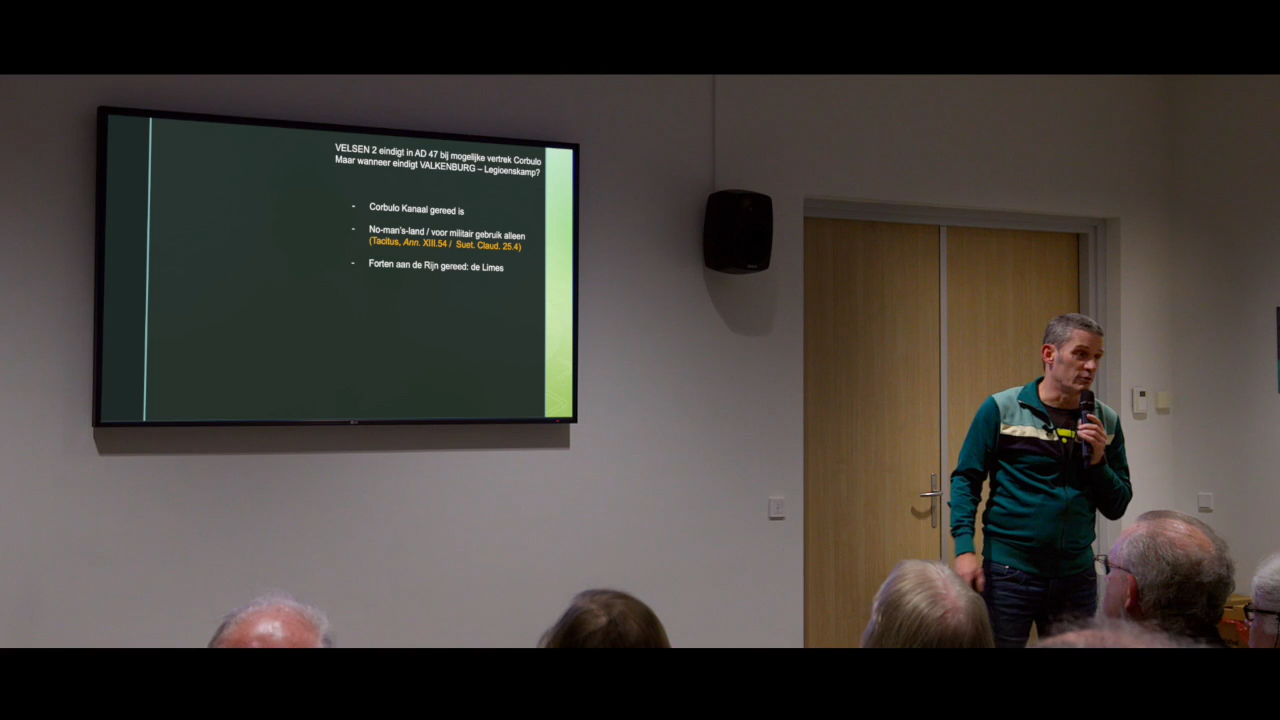 VELSEN 2 eindigt in AD 47 bij mogelijke vertrek Corbulo
Maar wanneer eindigt VALKENBURG – Legioenskamp?
- Corbulo Kanaal gereed is
- No-man's-land / voor militair gebruik alleen
(Tacitus, Ann. XIII.54 / Suet. Claud. 25.4)
- Forten aan de Rijn gereed: de Limes
LG